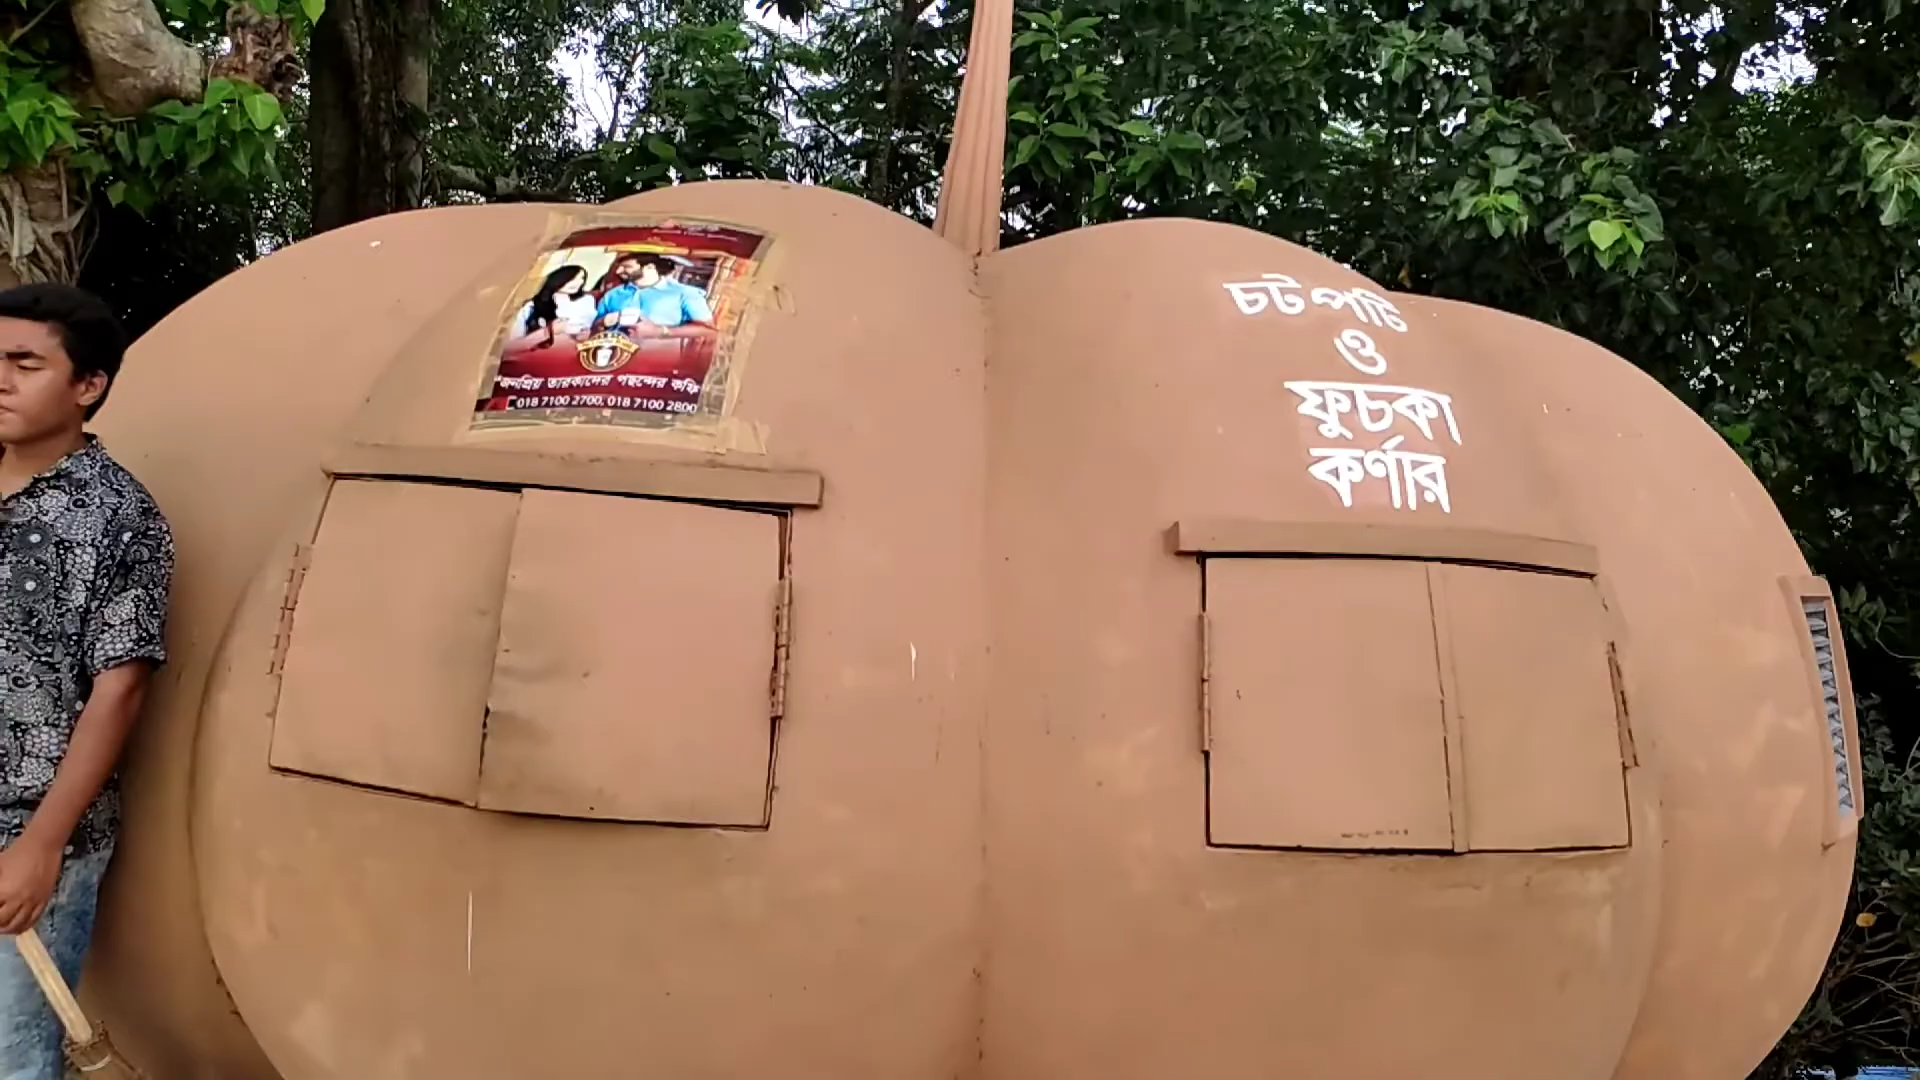 "জনপ্রিয় তারকাদের পছন্দের কফি"
018 7100 2700, 018 7100 2800
চটপটি
ও
ফুচকা
কর্ণার